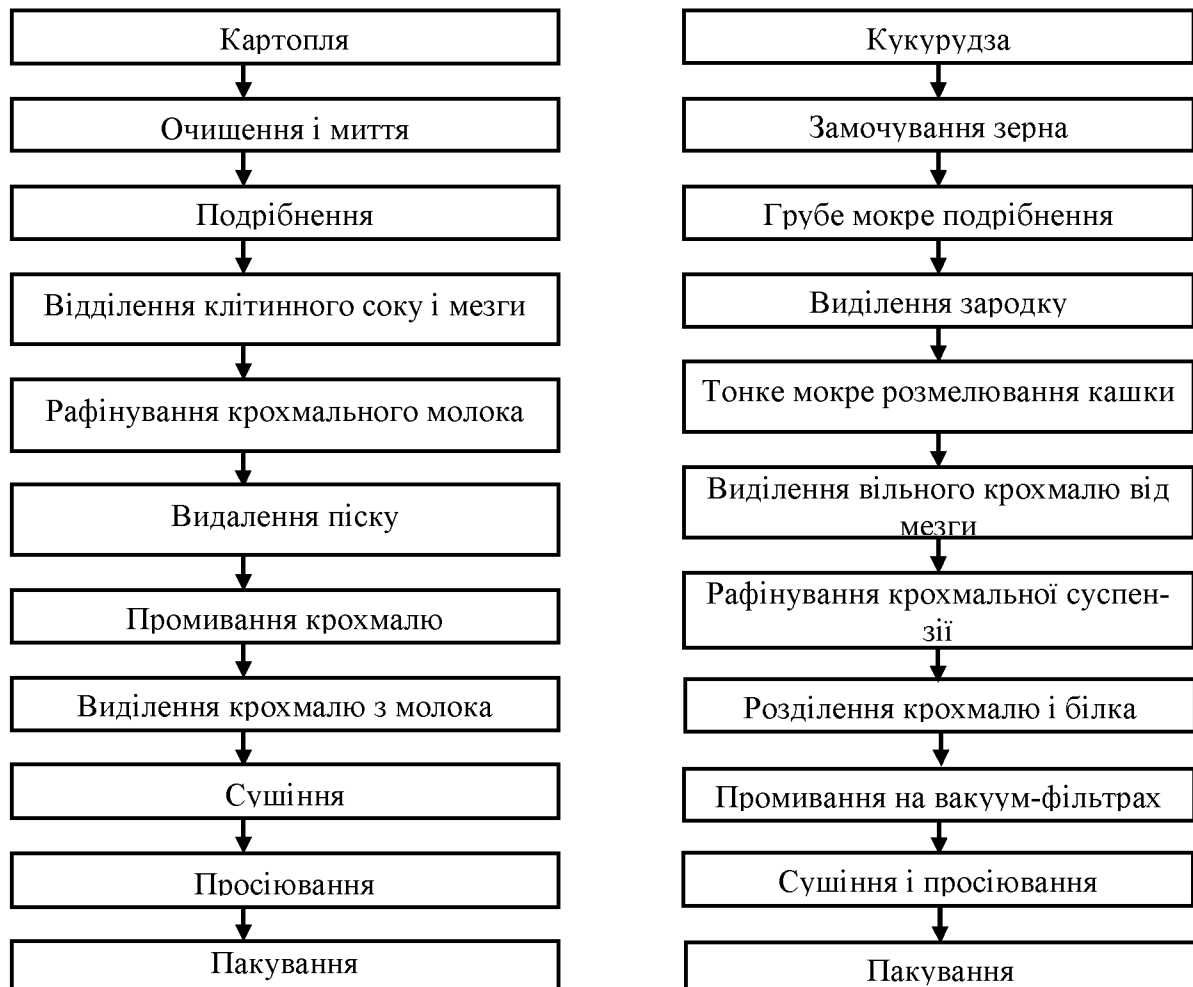 Картопля
Очищення і миття
Подрібнення
Відділення клітинного соку і мезги
Рафінування крохмального молока
Видалення піску
Промивання крохмалю
Виділення крохмалю з молока
Сушіння
Просіювання
Пакування
Кукурудза
Замочування зерна
Грубе мокре подрібнення
Виділення зародку
Тонке мокре розмелювання кашки
Виділення вільного крохмалю від
мезги
Рафінування крохмальної суспен-
зії
Розділення крохмалю і білка
Промивання на вакуум-фільтрах
Сушіння і просіювання
Пакування